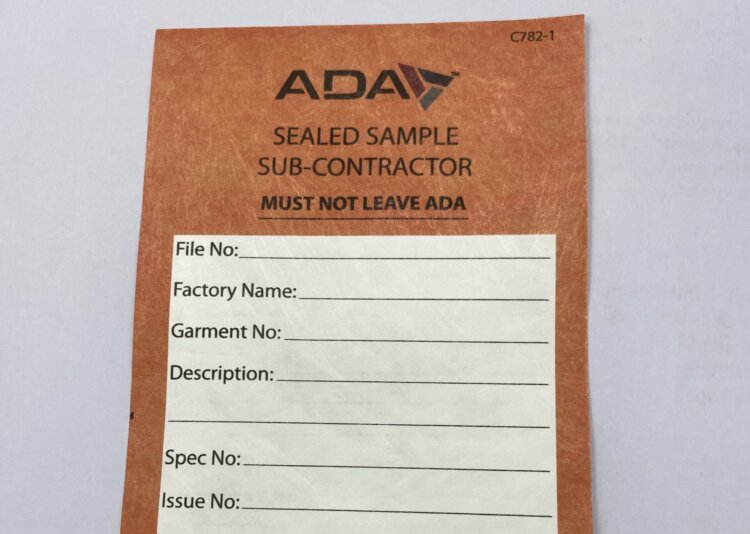 C782-1
ADA™
SEALED SAMPLE
SUB-CONTRACTOR
MUST NOT LEAVE ADA
File No:
Factory Name:
Garment No:
Description:
Spec No:
Issue No: